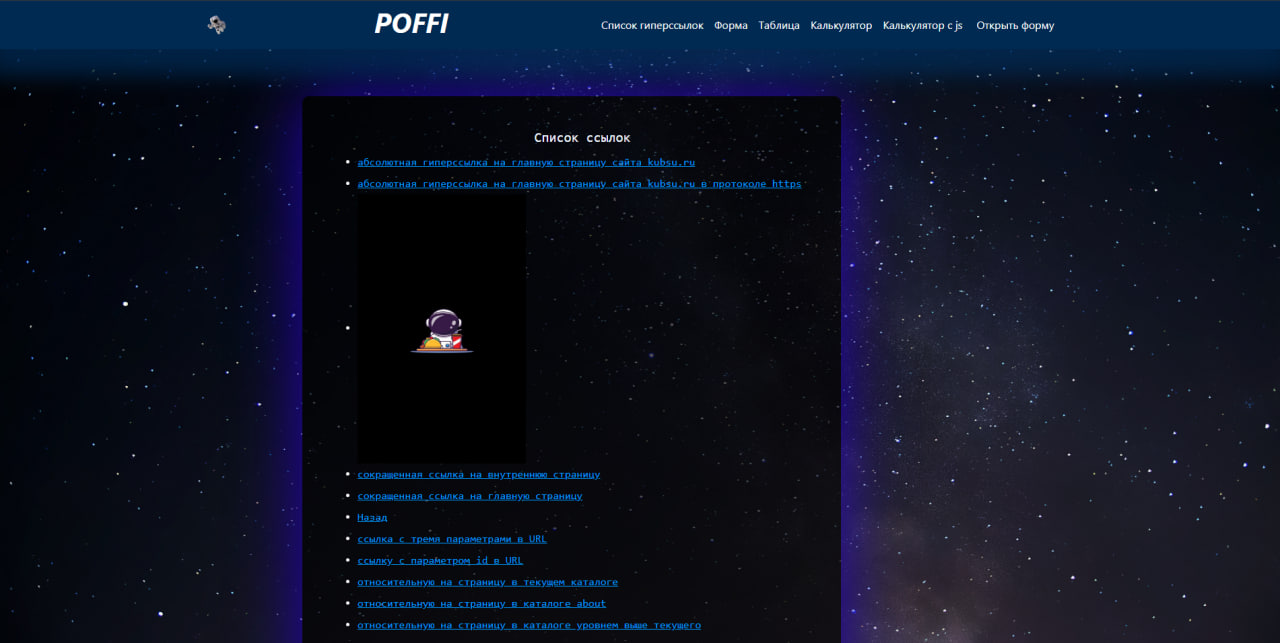 POFFI
Список гиперссылок Форма Таблица Калькулятор Калькулятор с js Открыть форму
Список ссылок
абсолютная гиперссылка на главную страницу сайта kubsu.ru
абсолютная гиперссылка на главную страницу сайта kubsu.ru в протоколе https
сокращенная ссылка на внутреннюю страницу
сокращенная ссылка на главную страницу
Назад
ссылка с тремя параметрами в URL
ссылку с параметром id в URL
относительную на страницу в текущем каталоге
относительную на страницу в каталоге about
относительную на страницу в каталоге уровнем выше текущего